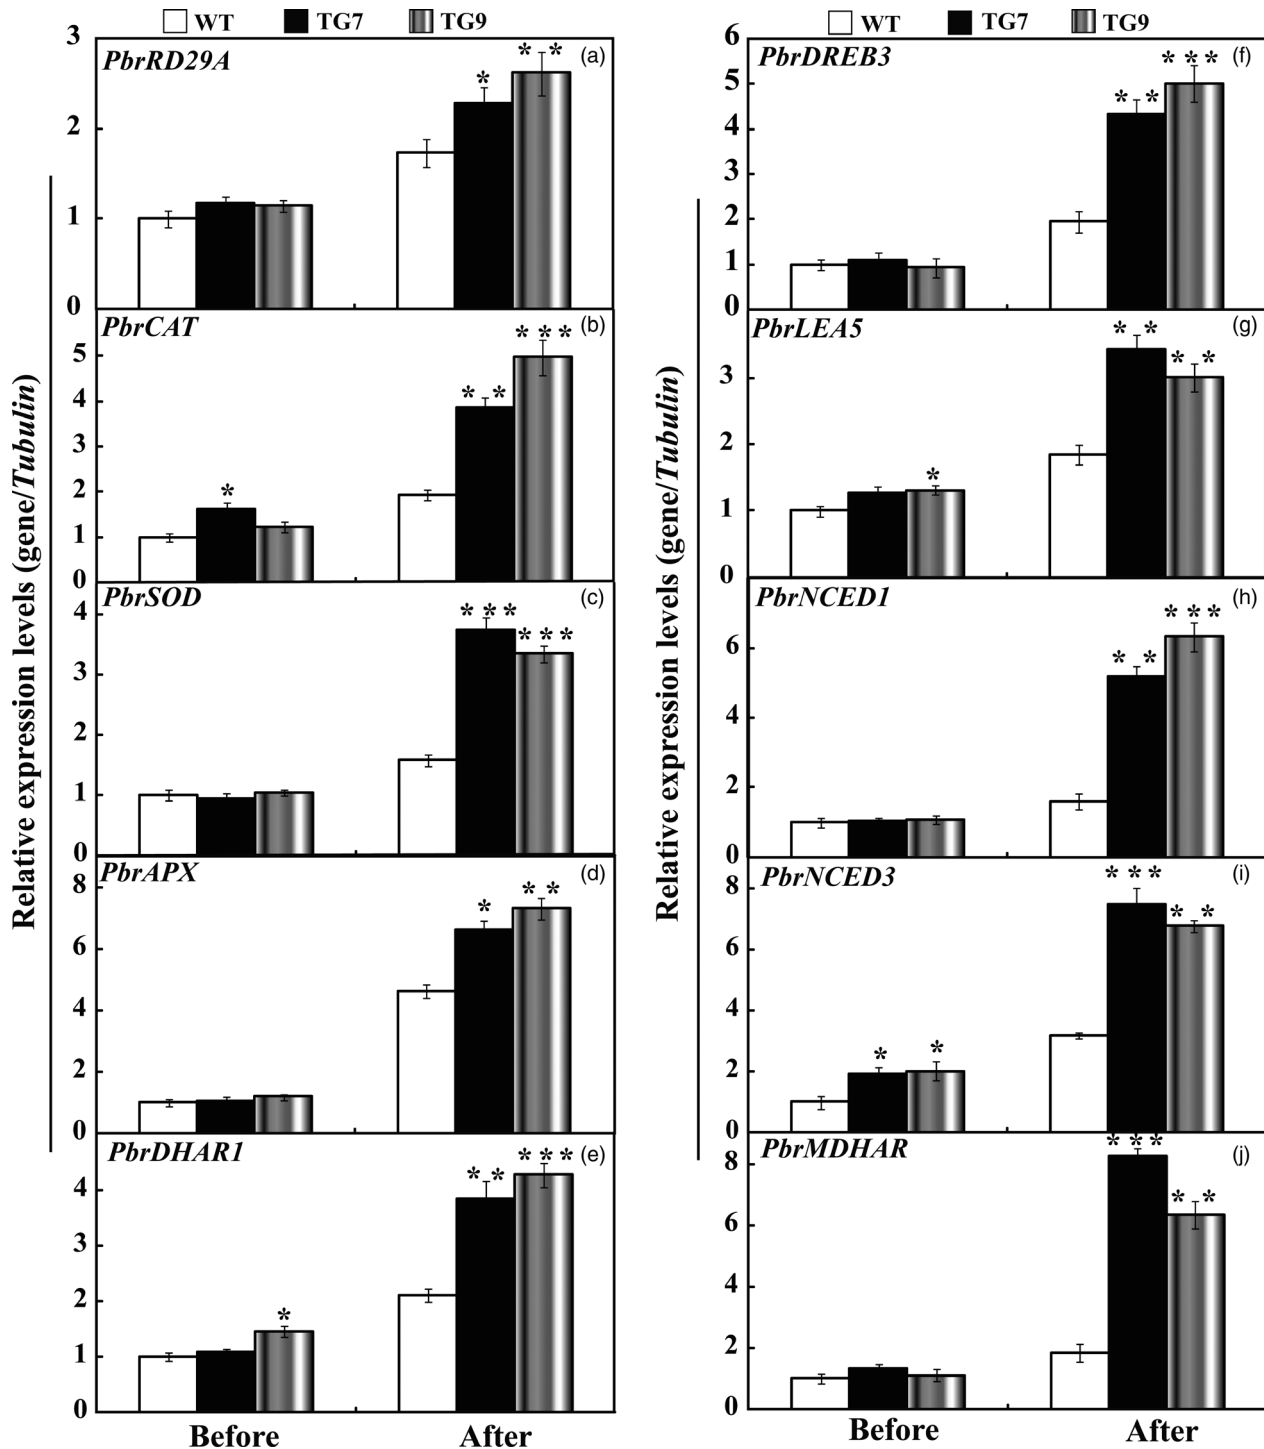 WT TG7 TG9
PbrRD29A (a)
* * *
3
2
1
0
PbrCAT (b)
* * * * * *
5
4
3
2
1
0
PbrSOD (c)
* * * * * *
4
3
2
1
0
PbrAPX (d)
* * *
8
6
4
2
0
PbrDHAR1 (e)
* * * * * *
4
3
2
1
0
Before After
Relative expression levels (gene/Tubulin)
WT TG7 TG9
PbrDREB3 (f)
* * * * *
6
5
4
3
2
1
0
PbrLEA5 (g)
* * * * *
3
2
1
0
PbrNCED1 (h)
* * * * *
6
4
2
0
PbrNCED3 (i)
* * * * * * *
8
6
4
2
0
PbrMDHAR (j)
* * * * *
8
6
4
2
0
Before After
Relative expression levels (gene/Tubulin)